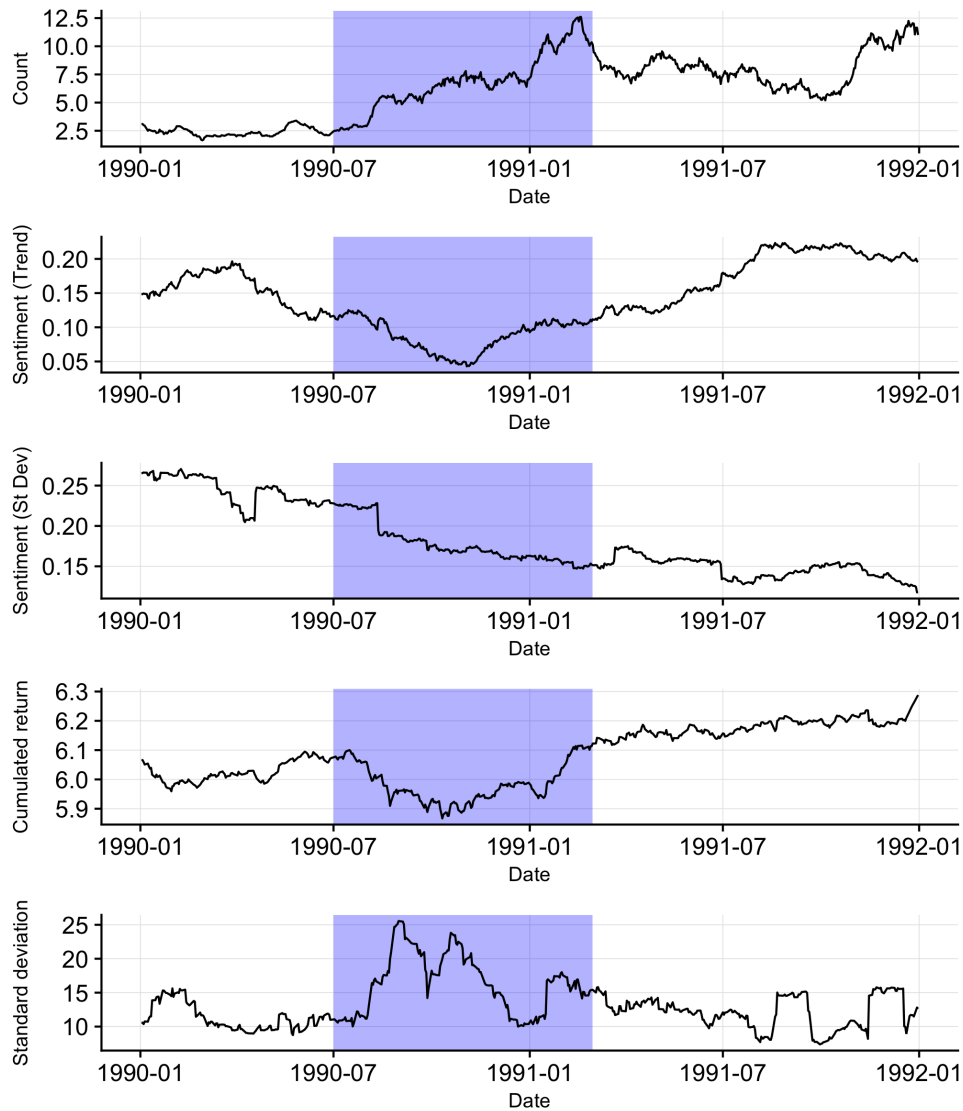 Count
12.5
10.0
7.5
5.0
2.5
1990-01 1990-07 1991-01 1991-07 1992-01
Date
Sentiment (Trend)
0.20
0.15
0.10
0.05
1990-01 1990-07 1991-01 1991-07 1992-01
Date
Sentiment (St Dev)
0.25
0.20
0.15
1990-01 1990-07 1991-01 1991-07 1992-01
Date
Cumulated return
6.3
6.2
6.1
6.0
5.9
1990-01 1990-07 1991-01 1991-07 1992-01
Date
Standard deviation
25
20
15
10
1990-01 1990-07 1991-01 1991-07 1992-01
Date